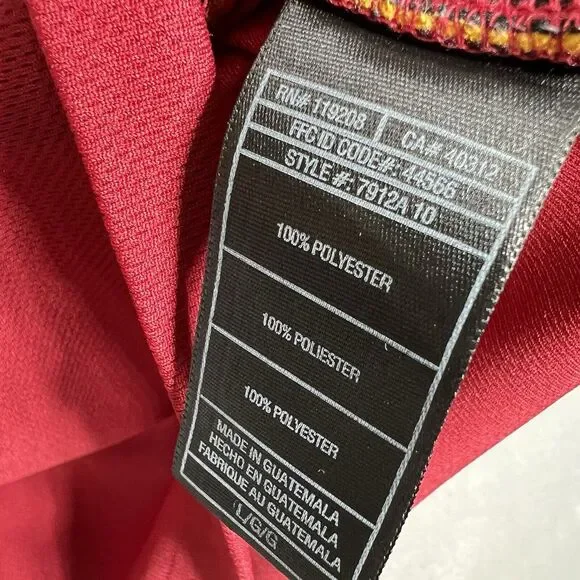 RN#: 119208 CA#: 40312
FFC ID CODE#: 44566
STYLE #: 7912A 10
100% POLYESTER
100% POLIESTER
100% POLYESTER
MADE IN GUATEMALA
HECHO EN GUATEMALA
FABRIQUE AU GUATEMALA
L/G/G